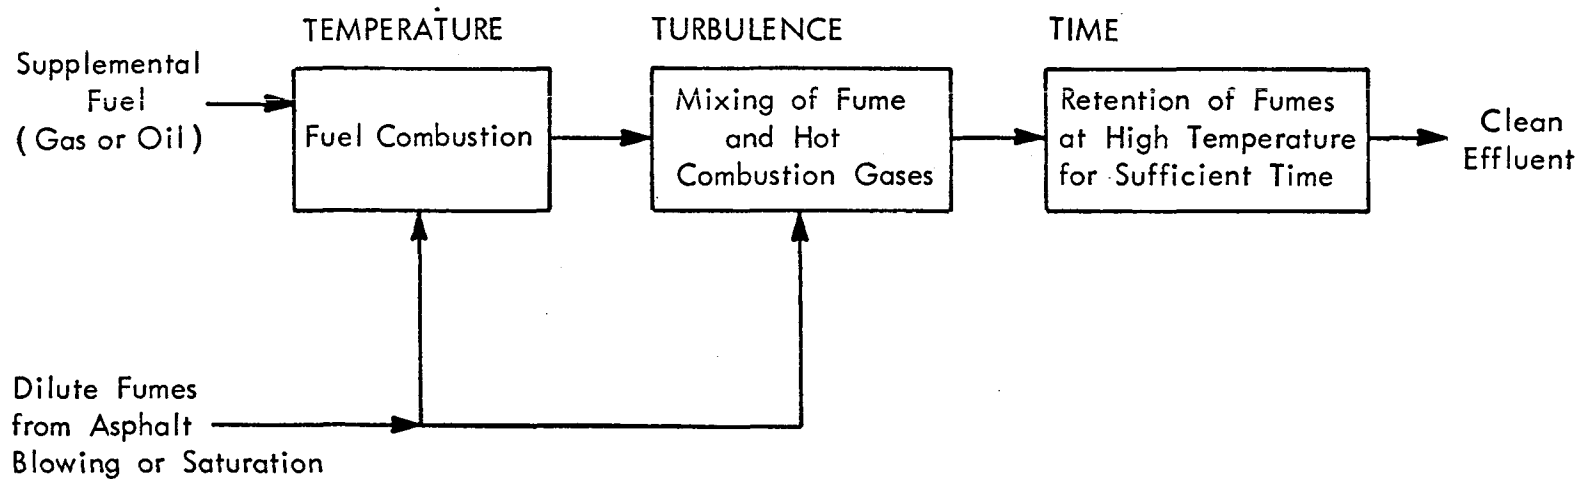 TEMPERATURE
TURBULENCE
TIME
Supplemental
Fuel
(Gas or Oil)
Fuel Combustion
Mixing of Fume
and Hot
Combustion Gases
Retention of Fumes
at High Temperature
for Sufficient Time
Clean
Effluent
Dilute Fumes
from Asphalt
Blowing or Saturation